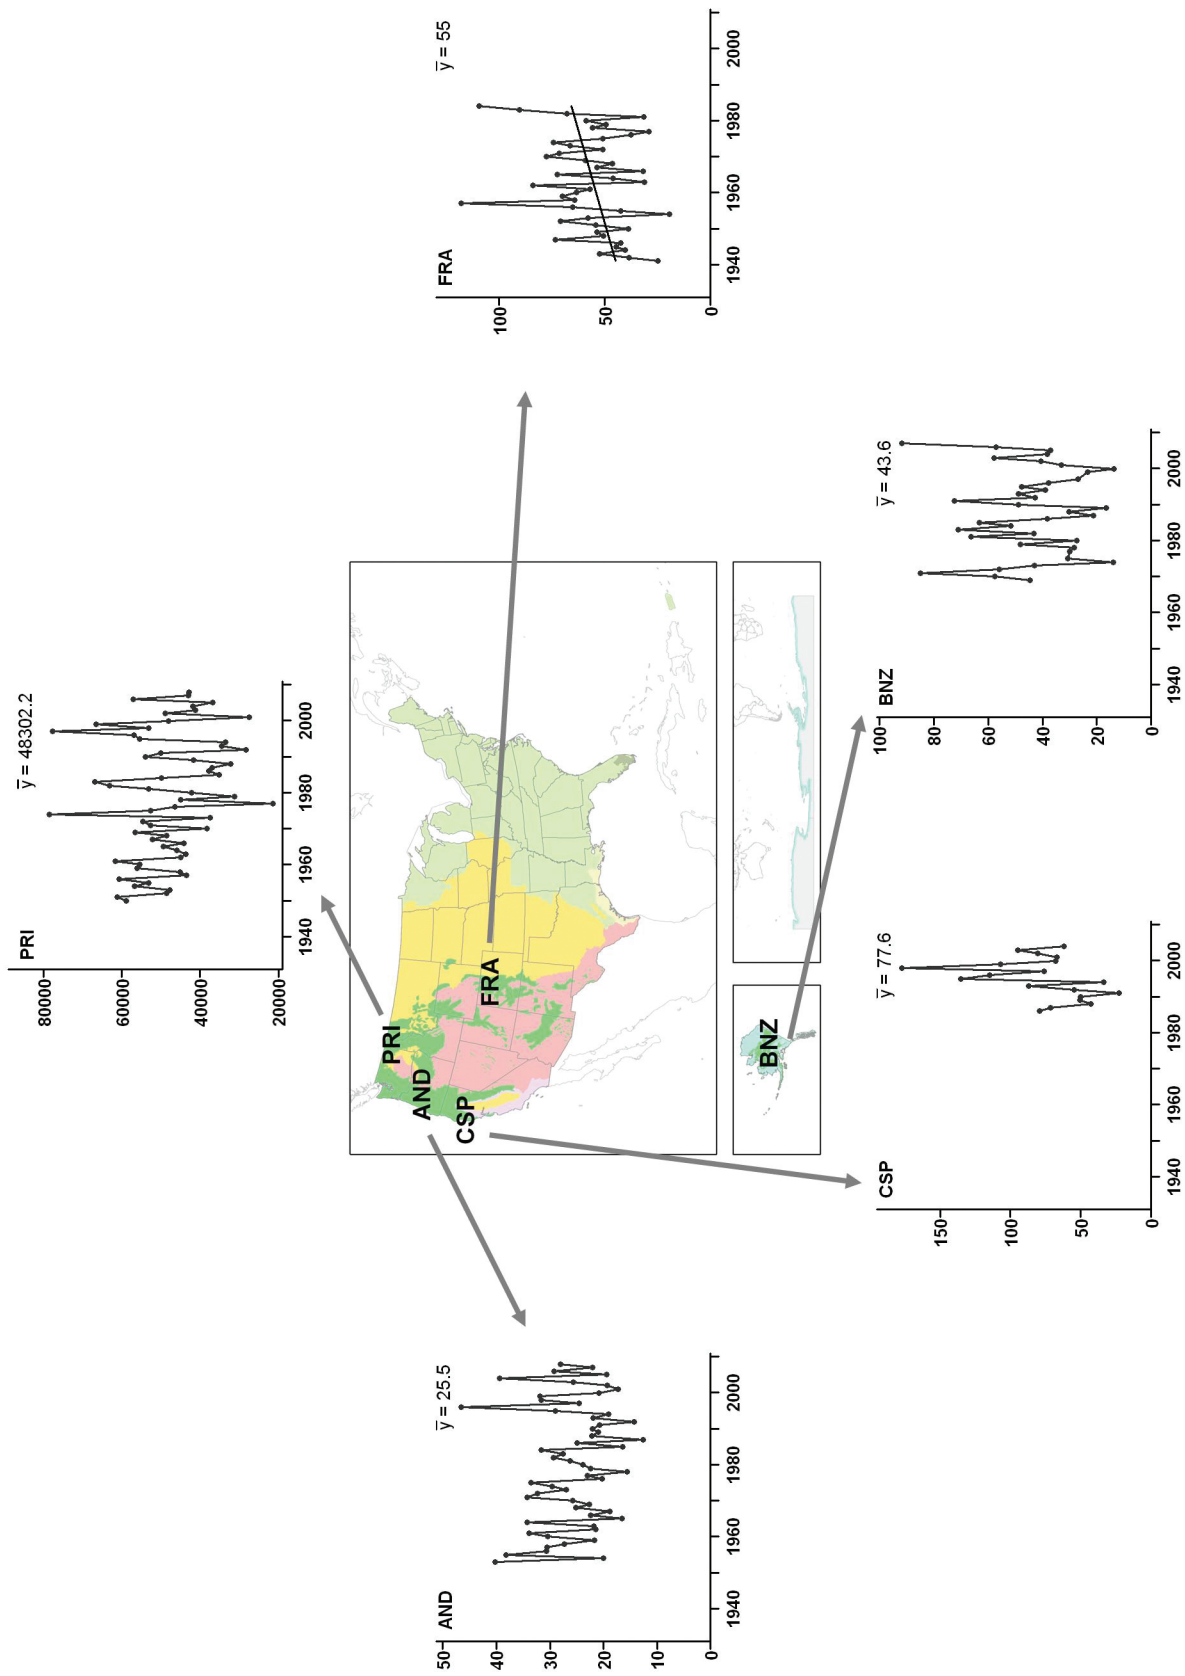 PRI
y̅ = 48302.2
80000
60000
40000
20000
1940
1960
1980
2000
AND
y̅ = 25.5
50
40
30
20
10
0
1940
1960
1980
2000
PRI
AND
CSP
FRA
BNZ
FRA
y̅ = 55
100
50
0
1940
1960
1980
2000
CSP
y̅ = 77.6
150
100
50
0
1940
1960
1980
2000
BNZ
y̅ = 43.6
100
80
60
40
20
0
1940
1960
1980
2000